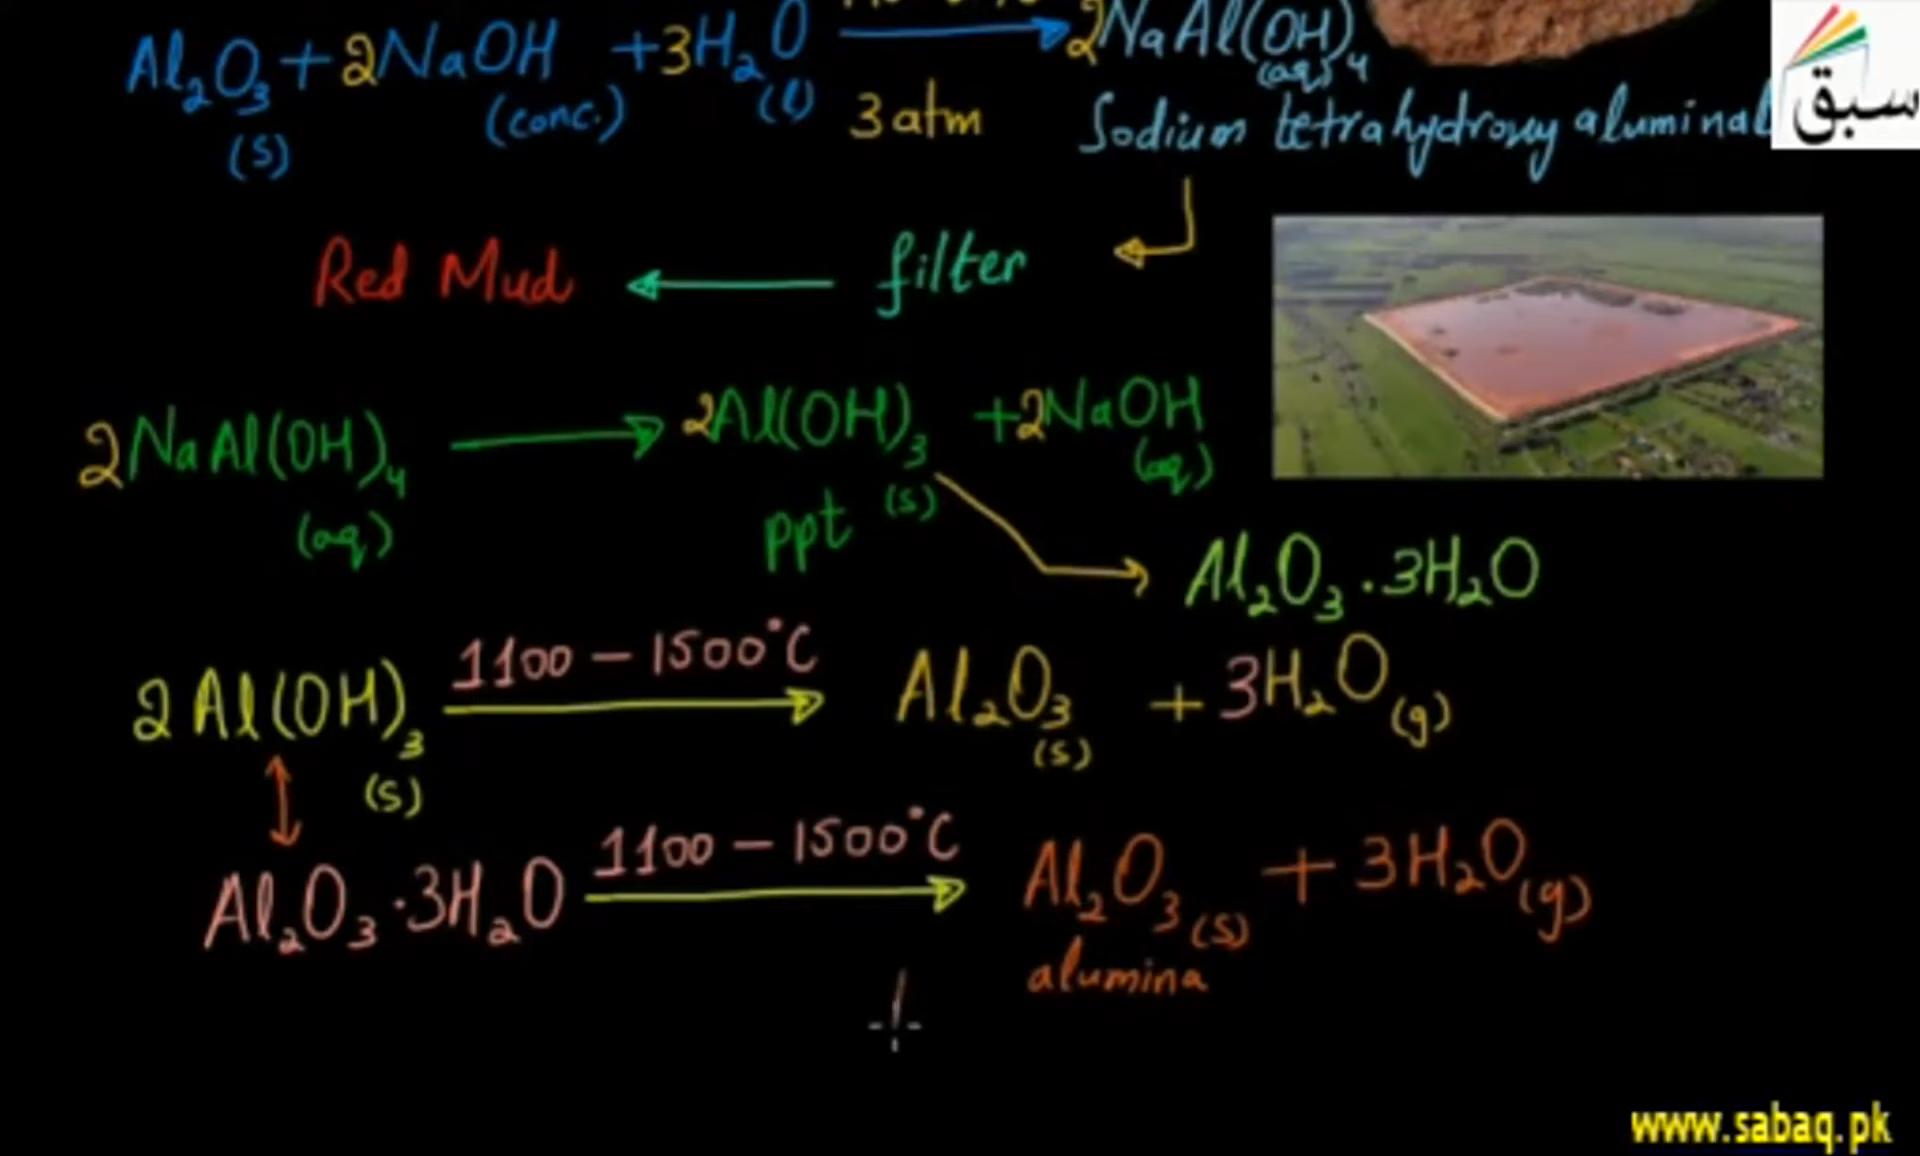 Al₂O₃ + 2NaOH + 3H₂O → 2NaAl(OH)₄
(s) (conc.) (l) 3 atm (aq)
Sodium tetrahydroxy aluminat
سبق
Red Mud ← filter
2NaAl(OH)₄ → 2Al(OH)₃ + 2NaOH
(aq) ppt (s) (aq)
Al₂O₃ . 3H₂O
1100 – 1500°C
2Al(OH)₃ → Al₂O₃ + 3H₂O (g)
(s) (s)
1100 – 1500°C
Al₂O₃ . 3H₂O → Al₂O₃ (s) + 3H₂O (g)
alumina
www.sabaq.pk